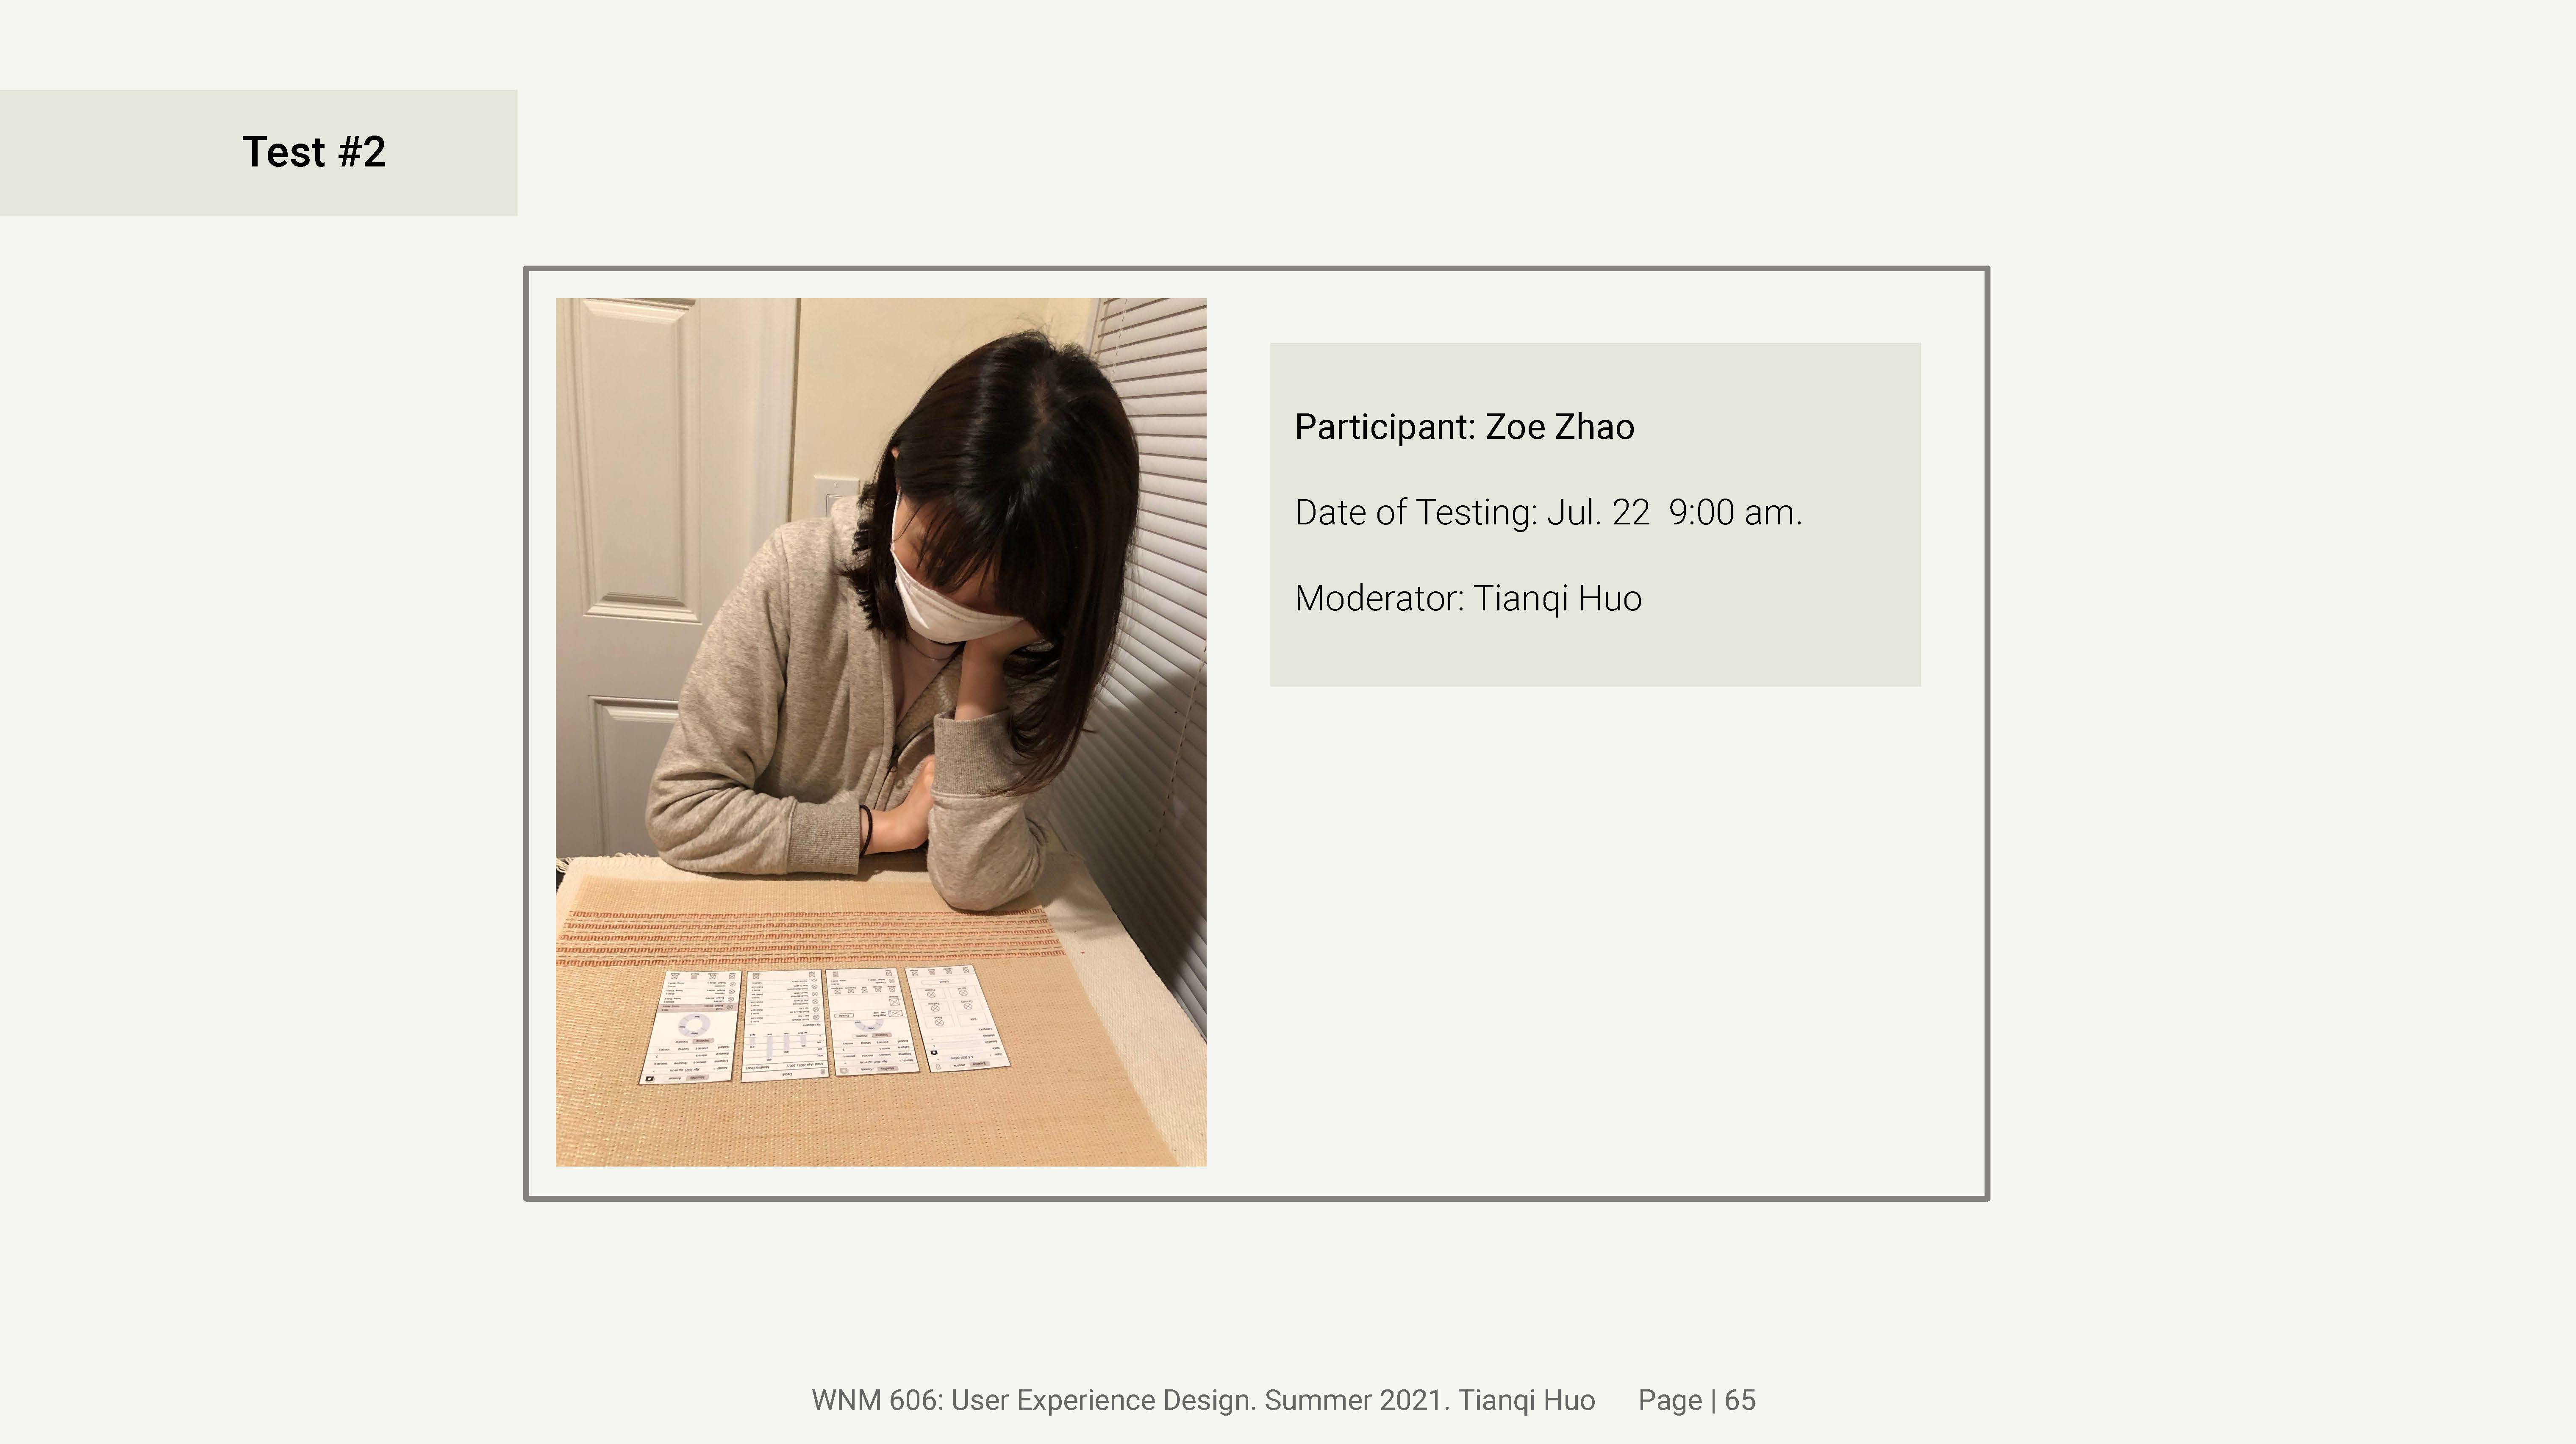 Test #2
Participant: Zoe Zhao
Date of Testing: Jul. 22  9:00 am.
Moderator: Tianqi Huo
WNM 606: User Experience Design. Summer 2021. Tianqi Huo      Page | 65